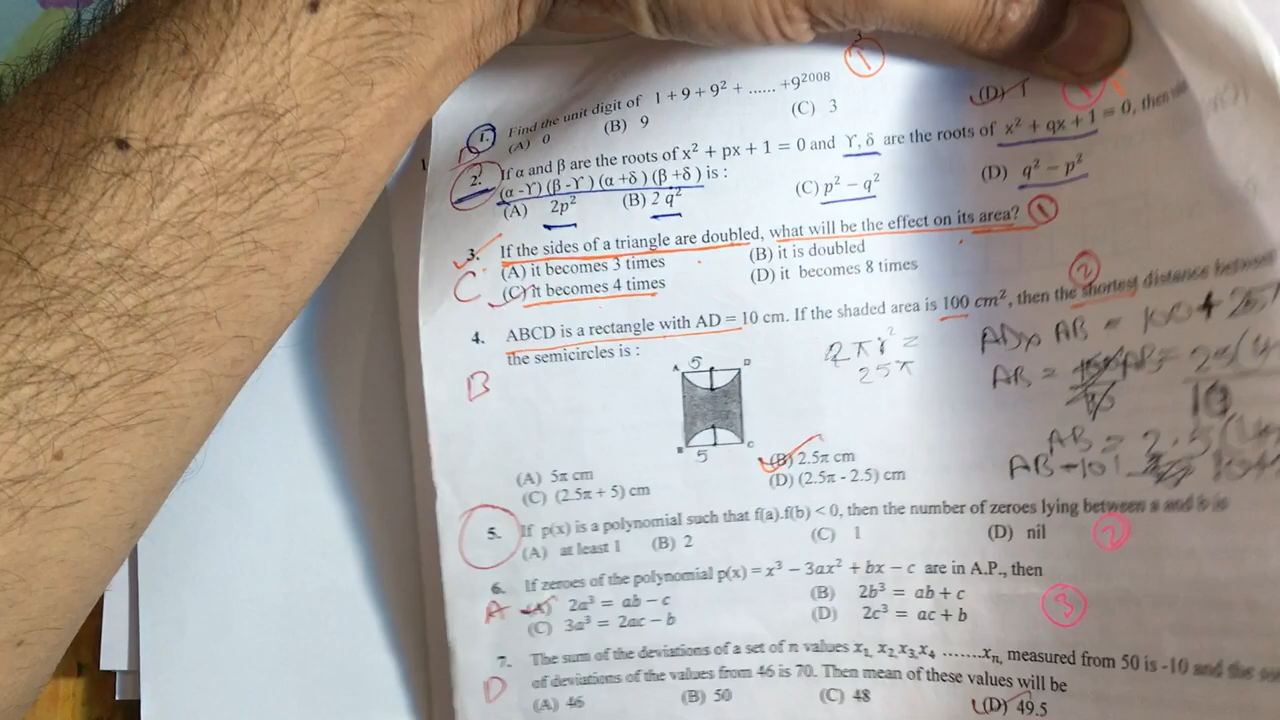 1. Find the unit digit of 1 + 9 + 9² + ...... +9²⁰⁰⁸
(A) 0 (B) 9 (C) 3 (D) 1
2. If α and β are the roots of x² + px + 1 = 0 and ϒ, δ are the roots of x² + qx + 1 = 0, then
(α -ϒ) (β -ϒ) (α +δ) (β +δ) is :
(A) 2p² (B) 2 q² (C) p² − q² (D) q² − p²
3. If the sides of a triangle are doubled, what will be the effect on its area? 1
(A) it becomes 3 times (B) it is doubled
C (C) it becomes 4 times (D) it becomes 8 times
2
4. ABCD is a rectangle with AD = 10 cm. If the shaded area is 100 cm², then the shortest distance between
the semicircles is :
B
A 5 D
B 5 C
2πr² =
25π
AB =
10
(A) 5π cm (B) 2.5π cm
(C) (2.5π + 5) cm (D) (2.5π - 2.5) cm
5. If p(x) is a polynomial such that f(a).f(b) < 0, then the number of zeroes lying between a and b is
(A) at least 1 (B) 2 (C) 1 (D) nil 2
6. If zeroes of the polynomial p(x) = x³ − 3ax² + bx − c are in A.P., then
A (A) 2a³ = ab − c (B) 2b³ = ab + c
(C) 3a³ = 2ac − b (D) 2c³ = ac + b 3
7. The sum of the deviations of a set of n values x₁, x₂, x₃, x₄ .......xₙ, measured from 50 is -10 and the
D of deviations of the values from 46 is 70. Then mean of these values will be
(A) 46 (B) 50 (C) 48 (D) 49.5